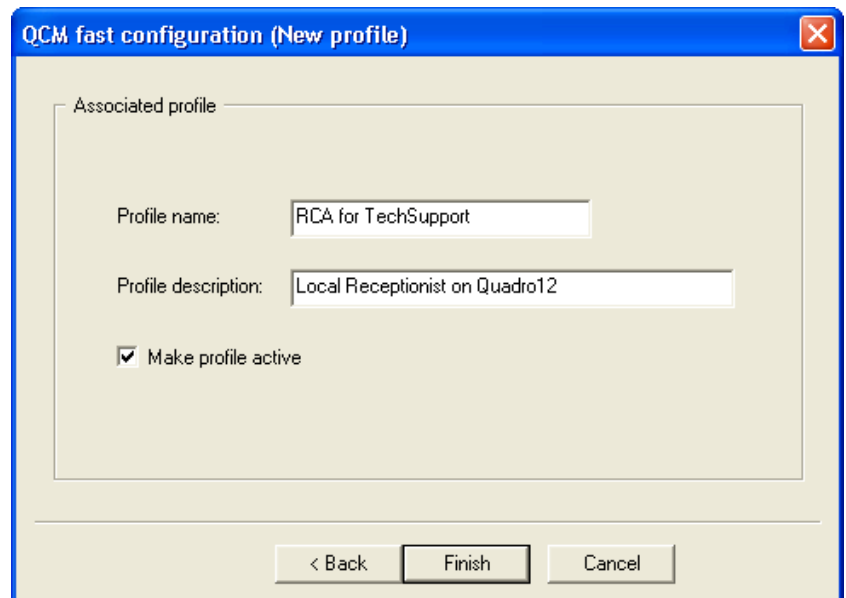 QCM fast configuration (New profile)
Associated profile
Profile name: RCA for TechSupport
Profile description: Local Receptionist on Quadro12
Make profile active
< Back Finish Cancel